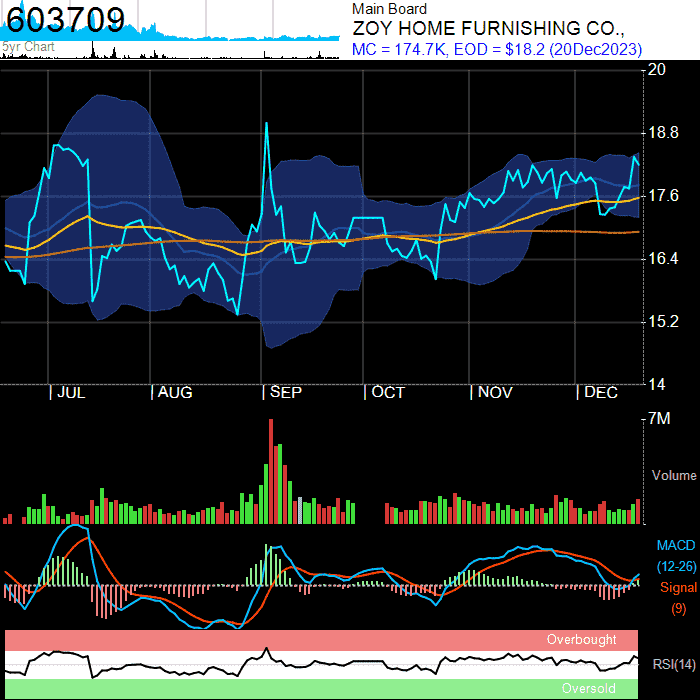 603709
5yr Chart
Main Board
ZOY HOME FURNISHING CO.,
MC = 174.7K, EOD = $18.2 (20Dec2023)
20
18.8
17.6
16.4
15.2
14
| JUL | AUG | SEP | OCT | NOV | DEC
7M
Volume
MACD
(12-26)
Signal
(9)
Overbought
RSI(14)
Oversold